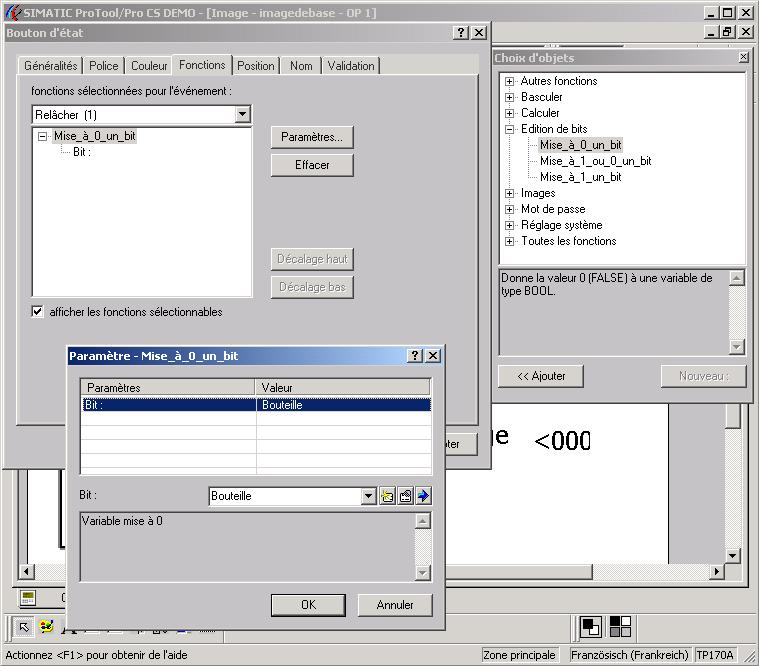 SIMATIC ProTool/Pro CS DEMO - [Image - imagedebase - OP 1]
Bouton d'état
Généralités Police Couleur Fonctions Position Nom Validation
fonctions sélectionnées pour l'événement :
Relâcher (1)
Mise_à_0_un_bit
Bit :
Paramètres...
Effacer
Décalage haut
Décalage bas
afficher les fonctions sélectionnables
Choix d'objets
Autres fonctions
Basculer
Calculer
Edition de bits
Mise_à_0_un_bit
Mise_à_1_ou_0_un_bit
Mise_à_1_un_bit
Images
Mot de passe
Réglage système
Toutes les fonctions
Donne la valeur 0 (FALSE) à une variable de
type BOOL.
<< Ajouter
Nouveau :
Paramètre - Mise_à_0_un_bit
Paramètres Valeur
Bit : Bouteille
Bit : Bouteille
Variable mise à 0
OK Annuler
<000
Actionnez <F1> pour obtenir de l'aide
Zone principale
Französisch (Frankreich)
TP170A